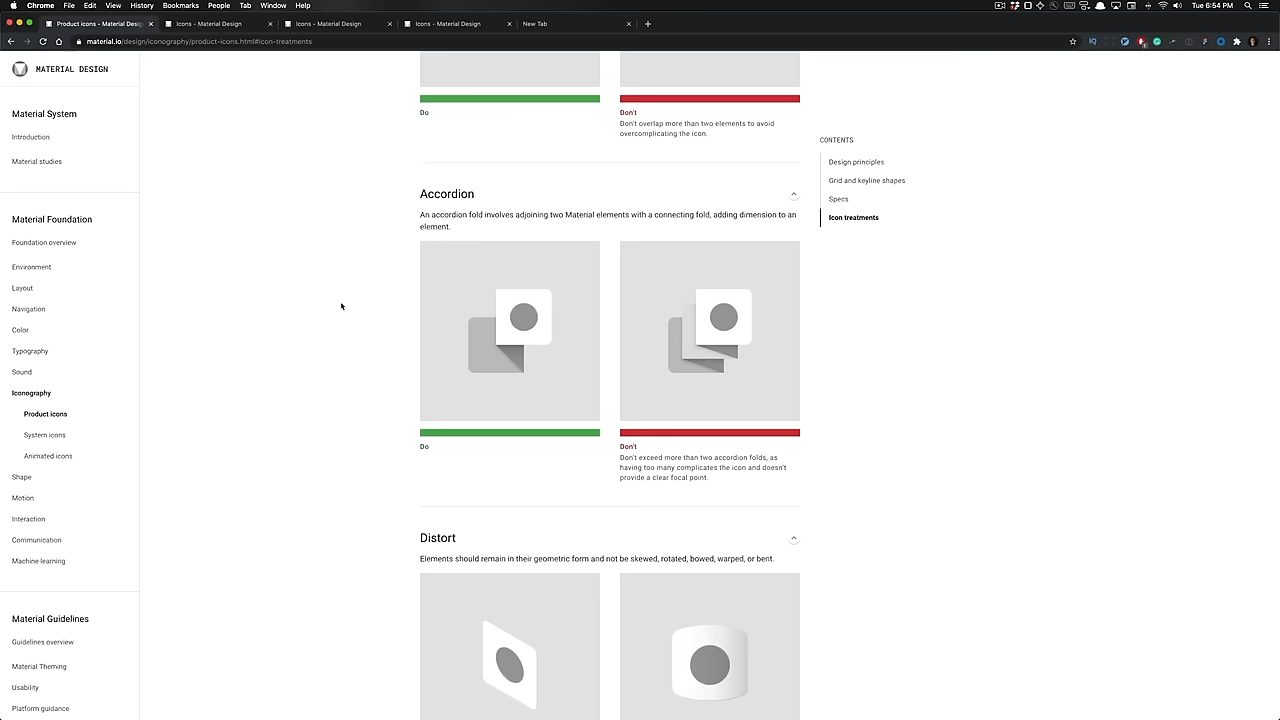 Chrome File Edit View History Bookmarks People Tab Window Help
Tue 6:54 PM
Product icons – Material Desi
Icons – Material Design
Icons – Material Design
Icons – Material Design
New Tab
material.io/design/iconography/product-icons.html#icon-treatments
MATERIAL DESIGN
Material System
Introduction
Material studies
Material Foundation
Foundation overview
Environment
Layout
Navigation
Color
Typography
Sound
Iconography
Product icons
System icons
Animated icons
Shape
Motion
Interaction
Communication
Machine learning
Material Guidelines
Guidelines overview
Material Theming
Usability
Platform guidance
Do
Don't
Don't overlap more than two elements to avoid
overcomplicating the icon.
Accordion
An accordion fold involves adjoining two Material elements with a connecting fold, adding dimension to an
element.
Do
Don't
Don't exceed more than two accordion folds, as
having too many complicates the icon and doesn't
provide a clear focal point.
Distort
Elements should remain in their geometric form and not be skewed, rotated, bowed, warped, or bent.
CONTENTS
Design principles
Grid and keyline shapes
Specs
Icon treatments